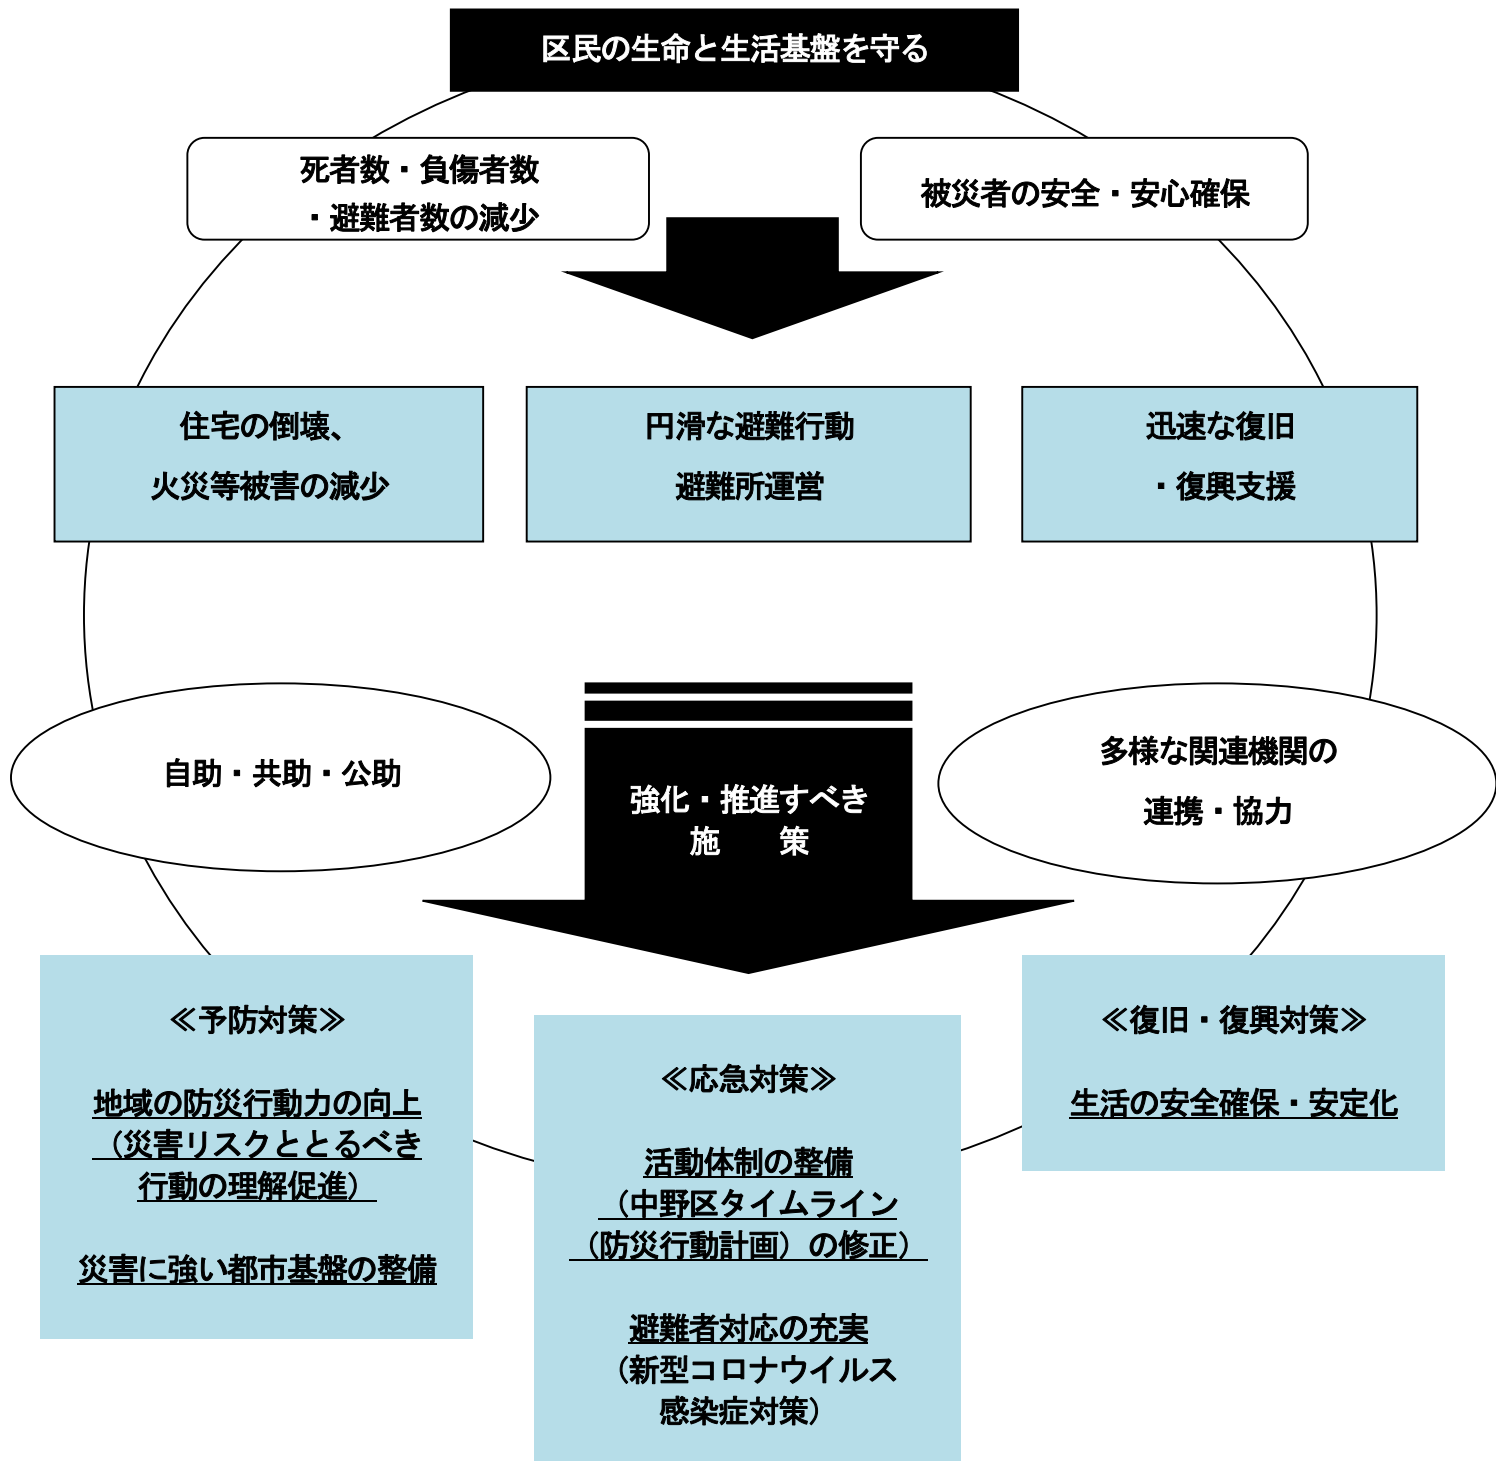 区民の生命と生活基盤を守る
死者数・負傷者数
・避難者数の減少
被災者の安全・安心確保
住宅の倒壊、
火災等被害の減少
円滑な避難行動
避難所運営
迅速な復旧
・復興支援
自助・共助・公助
強化・推進すべき
施　　策
多様な関連機関の
連携・協力
≪予防対策≫
地域の防災行動力の向上
（災害リスクととるべき
行動の理解促進）
災害に強い都市基盤の整備
≪応急対策≫
活動体制の整備
（中野区タイムライン
（防災行動計画）の修正）
避難者対応の充実
（新型コロナウイルス
感染症対策）
≪復旧・復興対策≫
生活の安全確保・安定化